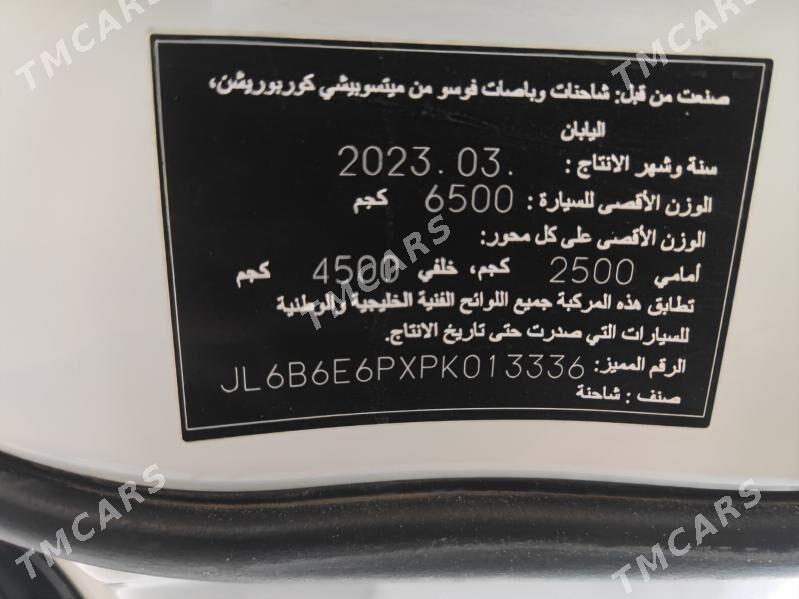 صنعت من قبل: شاحنات وباصات فوسو من ميتسوبيشي كوربوريشن،
اليابان
سنة وشهر الانتاج : 2023.03.
الوزن الأقصى للسيارة : 6500 كجم
الوزن الأقصى على كل محور:
أمامي 2500 كجم، خلفي 4500 كجم
تطابق هذه المركبة جميع اللوائح الفنية الخليجية والوطنية
للسيارات التي صدرت حتى تاريخ الانتاج.
الرقم المميز: JL6B6E6PXPK013336
صنف : شاحنة
TMCARS
TMCARS
TMCARS
TMCARS
TMCARS